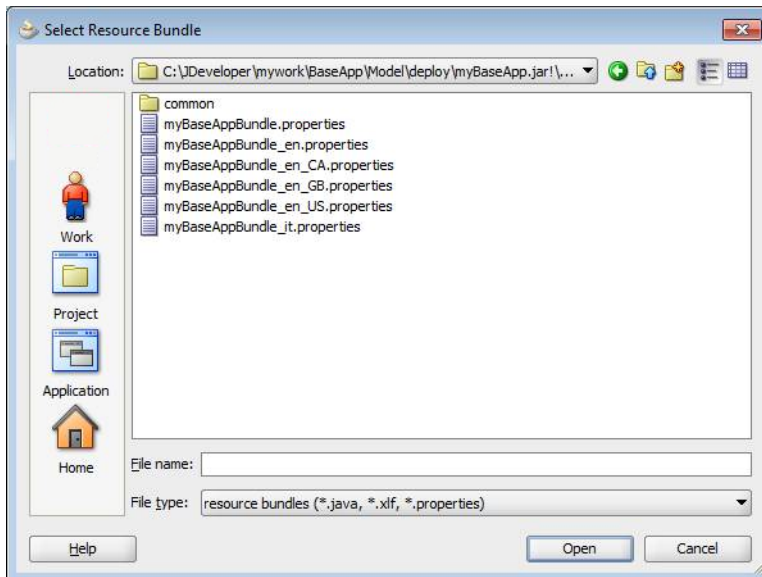 Select Resource Bundle
Location: C:\JDeveloper\mywork\BaseApp\Model\deploy\myBaseApp.jar!\...
common
myBaseAppBundle.properties
myBaseAppBundle_en.properties
myBaseAppBundle_en_CA.properties
myBaseAppBundle_en_GB.properties
myBaseAppBundle_en_US.properties
myBaseAppBundle_it.properties
Work
Project
Application
Home
File name:
File type: resource bundles (*.java, *.xlf, *.properties)
Help Open Cancel